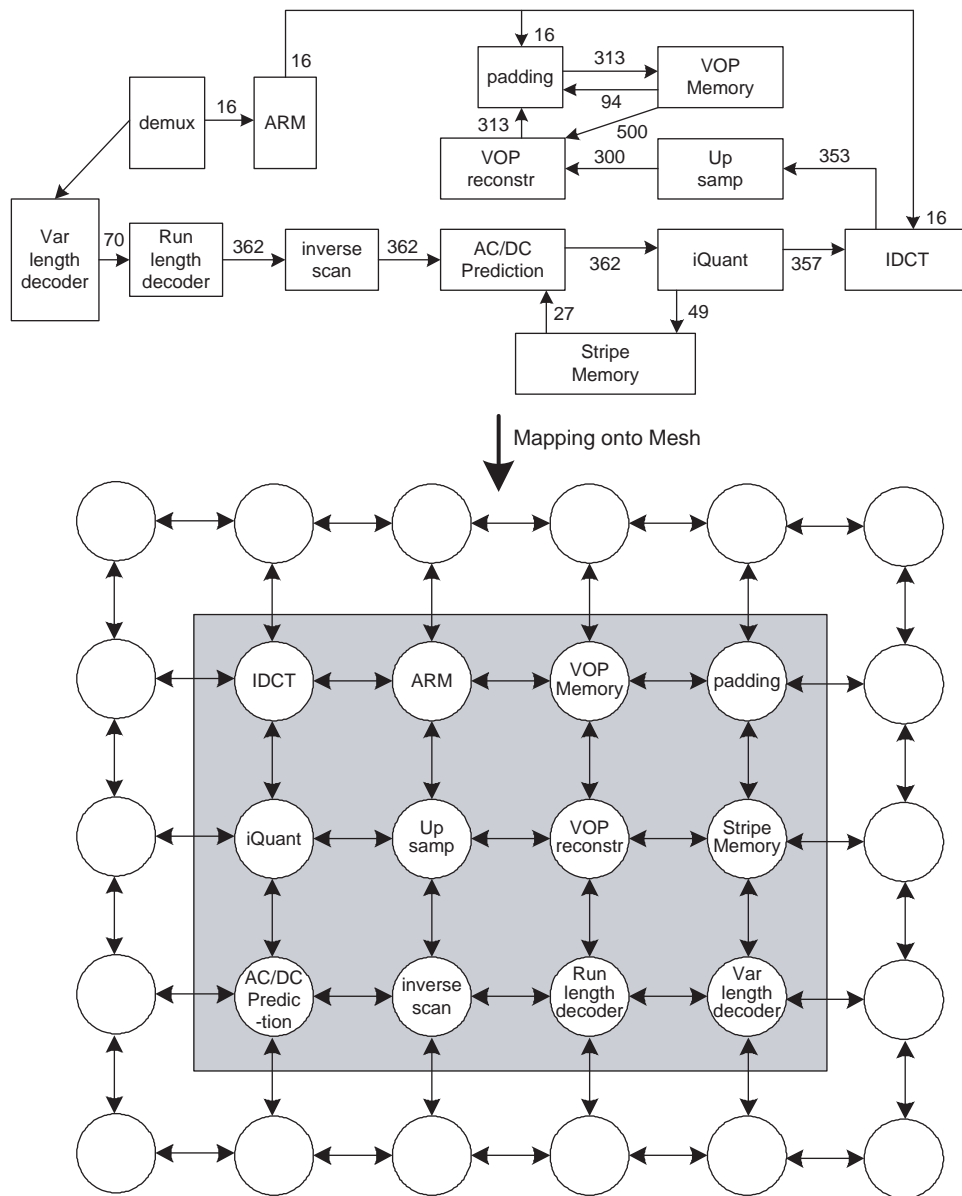 16
16
padding
313
VOP
Memory
94
demux
16
ARM
313
500
VOP
reconstr
300
Up
samp
353
16
Var
length
decoder
70
Run
length
decoder
362
inverse
scan
362
AC/DC
Prediction
362
iQuant
357
IDCT
27
49
Stripe
Memory
Mapping onto Mesh
IDCT
ARM
VOP
Memory
padding
iQuant
Up
samp
VOP
reconstr
Stripe
Memory
AC/DC
Predic
-tion
inverse
scan
Run
length
decoder
Var
length
decoder